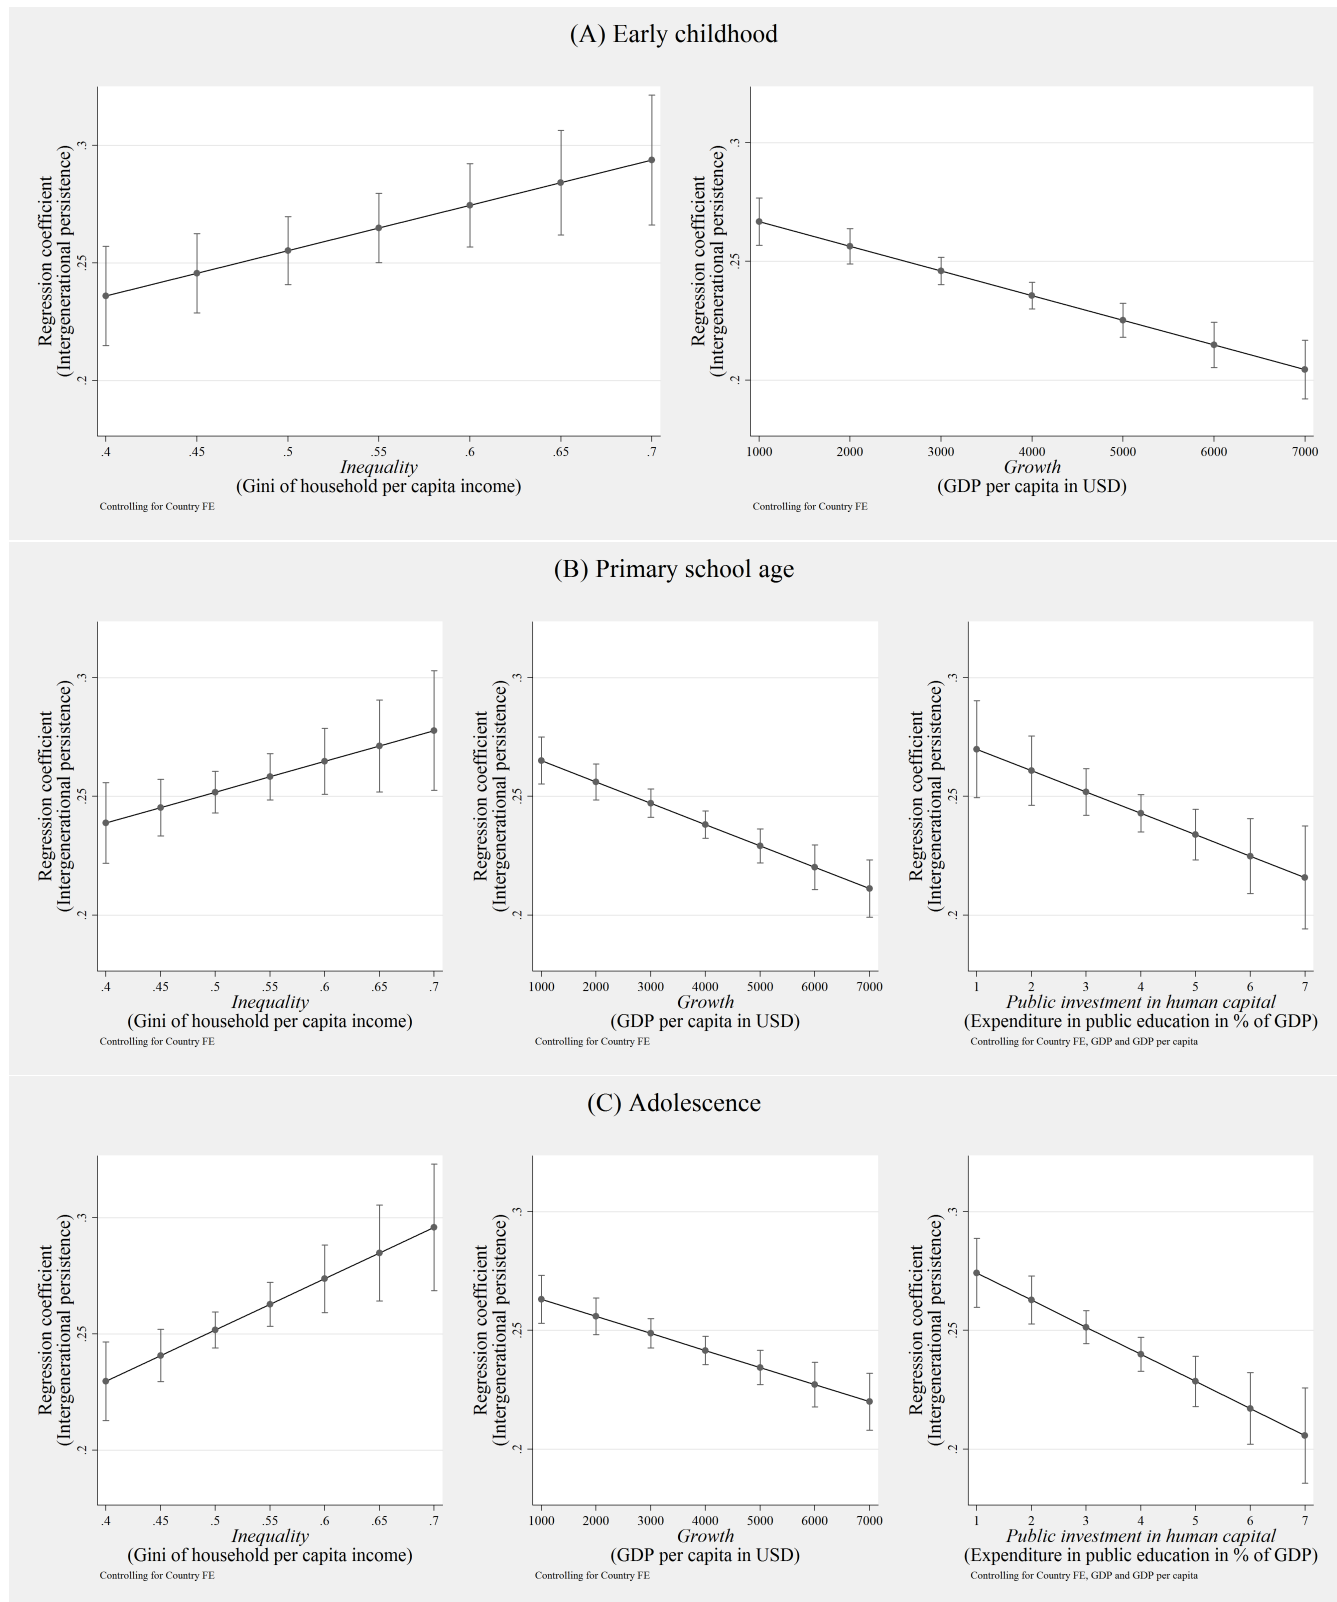 (A) Early childhood
Regression coefficient
(Intergenerational persistence)
.3
.25
.2
.4 .45 .5 .55 .6 .65 .7
Inequality
(Gini of household per capita income)
Controlling for Country FE
Regression coefficient
(Intergenerational persistence)
.3
.25
.2
1000 2000 3000 4000 5000 6000 7000
Growth
(GDP per capita in USD)
Controlling for Country FE
(B) Primary school age
Regression coefficient
(Intergenerational persistence)
.3
.25
.2
.4 .45 .5 .55 .6 .65 .7
Inequality
(Gini of household per capita income)
Controlling for Country FE
Regression coefficient
(Intergenerational persistence)
.3
.25
.2
1000 2000 3000 4000 5000 6000 7000
Growth
(GDP per capita in USD)
Controlling for Country FE
Regression coefficient
(Intergenerational persistence)
.3
.25
.2
1 2 3 4 5 6 7
Public investment in human capital
(Expenditure in public education in % of GDP)
Controlling for Country FE, GDP and GDP per capita
(C) Adolescence
Regression coefficient
(Intergenerational persistence)
.3
.25
.2
.4 .45 .5 .55 .6 .65 .7
Inequality
(Gini of household per capita income)
Controlling for Country FE
Regression coefficient
(Intergenerational persistence)
.3
.25
.2
1000 2000 3000 4000 5000 6000 7000
Growth
(GDP per capita in USD)
Controlling for Country FE
Regression coefficient
(Intergenerational persistence)
.3
.25
.2
1 2 3 4 5 6 7
Public investment in human capital
(Expenditure in public education in % of GDP)
Controlling for Country FE, GDP and GDP per capita